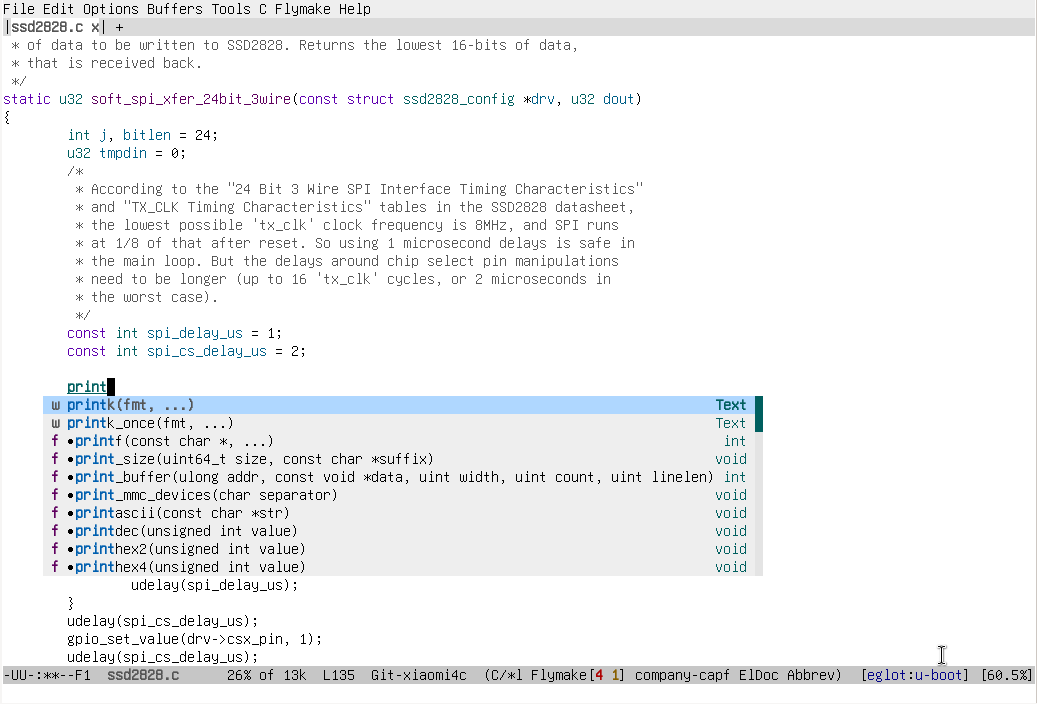 File Edit Options Buffers Tools C Flymake Help
|ssd2828.c x| +
 * of data to be written to SSD2828. Returns the lowest 16-bits of data,
 * that is received back.
 */
static u32 soft_spi_xfer_24bit_3wire(const struct ssd2828_config *drv, u32 dout)
{
        int j, bitlen = 24;
        u32 tmpdin = 0;
        /*
         * According to the "24 Bit 3 Wire SPI Interface Timing Characteristics"
         * and "TX_CLK Timing Characteristics" tables in the SSD2828 datasheet,
         * the lowest possible 'tx_clk' clock frequency is 8MHz, and SPI runs
         * at 1/8 of that after reset. So using 1 microsecond delays is safe in
         * the main loop. But the delays around chip select pin manipulations
         * need to be longer (up to 16 'tx_clk' cycles, or 2 microseconds in
         * the worst case).
         */
        const int spi_delay_us = 1;
        const int spi_cs_delay_us = 2;
        print
w printk(fmt, ...) Text
w printk_once(fmt, ...) Text
f •printf(const char *, ...) int
f •print_size(uint64_t size, const char *suffix) void
f •print_buffer(ulong addr, const void *data, uint width, uint count, uint linelen) int
f •print_mmc_devices(char separator) void
f •printascii(const char *str) void
f •printdec(unsigned int value) void
f •printhex2(unsigned int value) void
f •printhex4(unsigned int value) void
                udelay(spi_delay_us);
        }
        udelay(spi_cs_delay_us);
        gpio_set_value(drv->csx_pin, 1);
        udelay(spi_cs_delay_us);
-UU-:**--F1  ssd2828.c      26% of 13k  L135  Git-xiaomi4c  (C/*l Flymake[4 1] company-capf ElDoc Abbrev)  [eglot:u-boot] [60.5%]